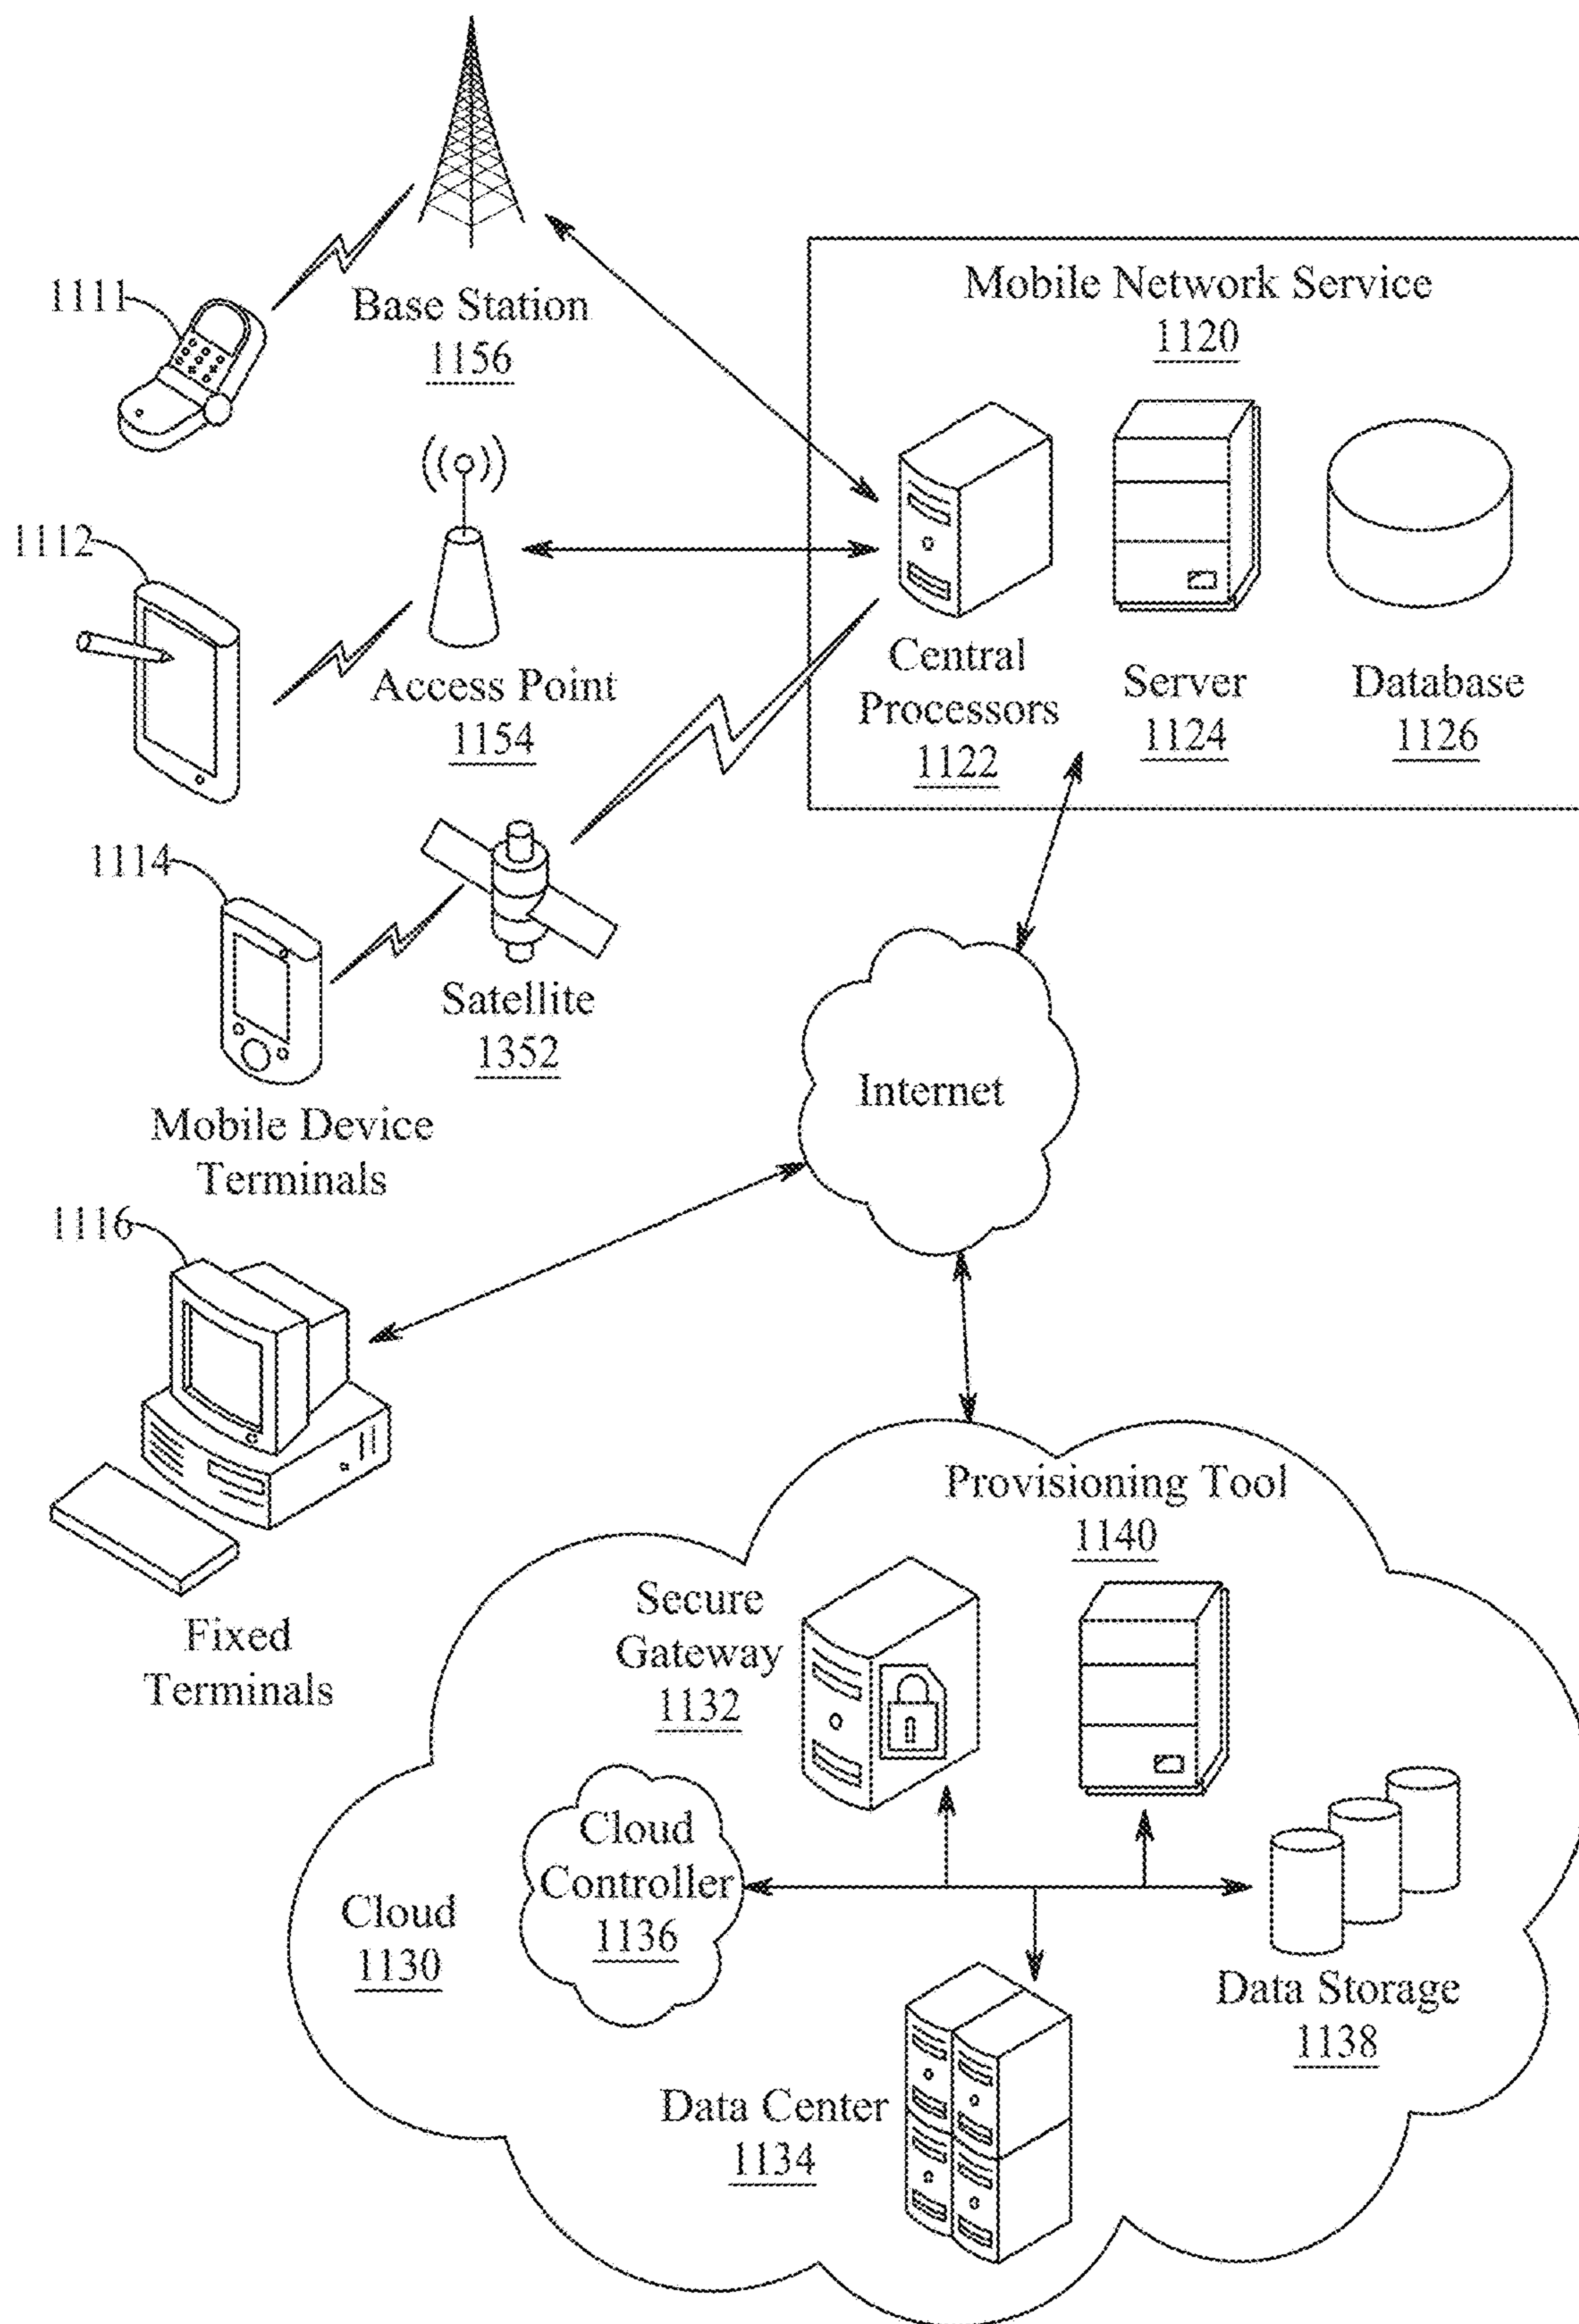 1111
Base Station
1156
Mobile Network Service
1120
1112
Access Point
1154
Central
Processors
1122
Server
1124
Database
1126
1114
Satellite
1352
Mobile Device
Terminals
Internet
1116
Fixed
Terminals
Provisioning Tool
1140
Secure
Gateway
1132
Cloud
Controller
1136
Cloud
1130
Data Storage
1138
Data Center
1134